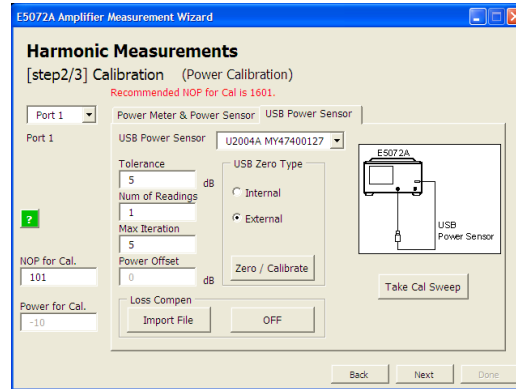 E5072A Amplifier Measurement Wizard
Harmonic Measurements
[step2/3] Calibration (Power Calibration)
Recommended NOP for Cal is 1601.
Port 1
Port 1
Power Meter & Power Sensor
USB Power Sensor
USB Power Sensor
U2004A MY47400127
Tolerance
5
dB
Num of Readings
1
Max Iteration
5
Power Offset
0
dB
USB Zero Type
Internal
External
Zero / Calibrate
E5072A
USB
Power Sensor
?
NOP for Cal.
101
Power for Cal.
-10
Take Cal Sweep
Loss Compen
Import File
OFF
Back
Next
Done